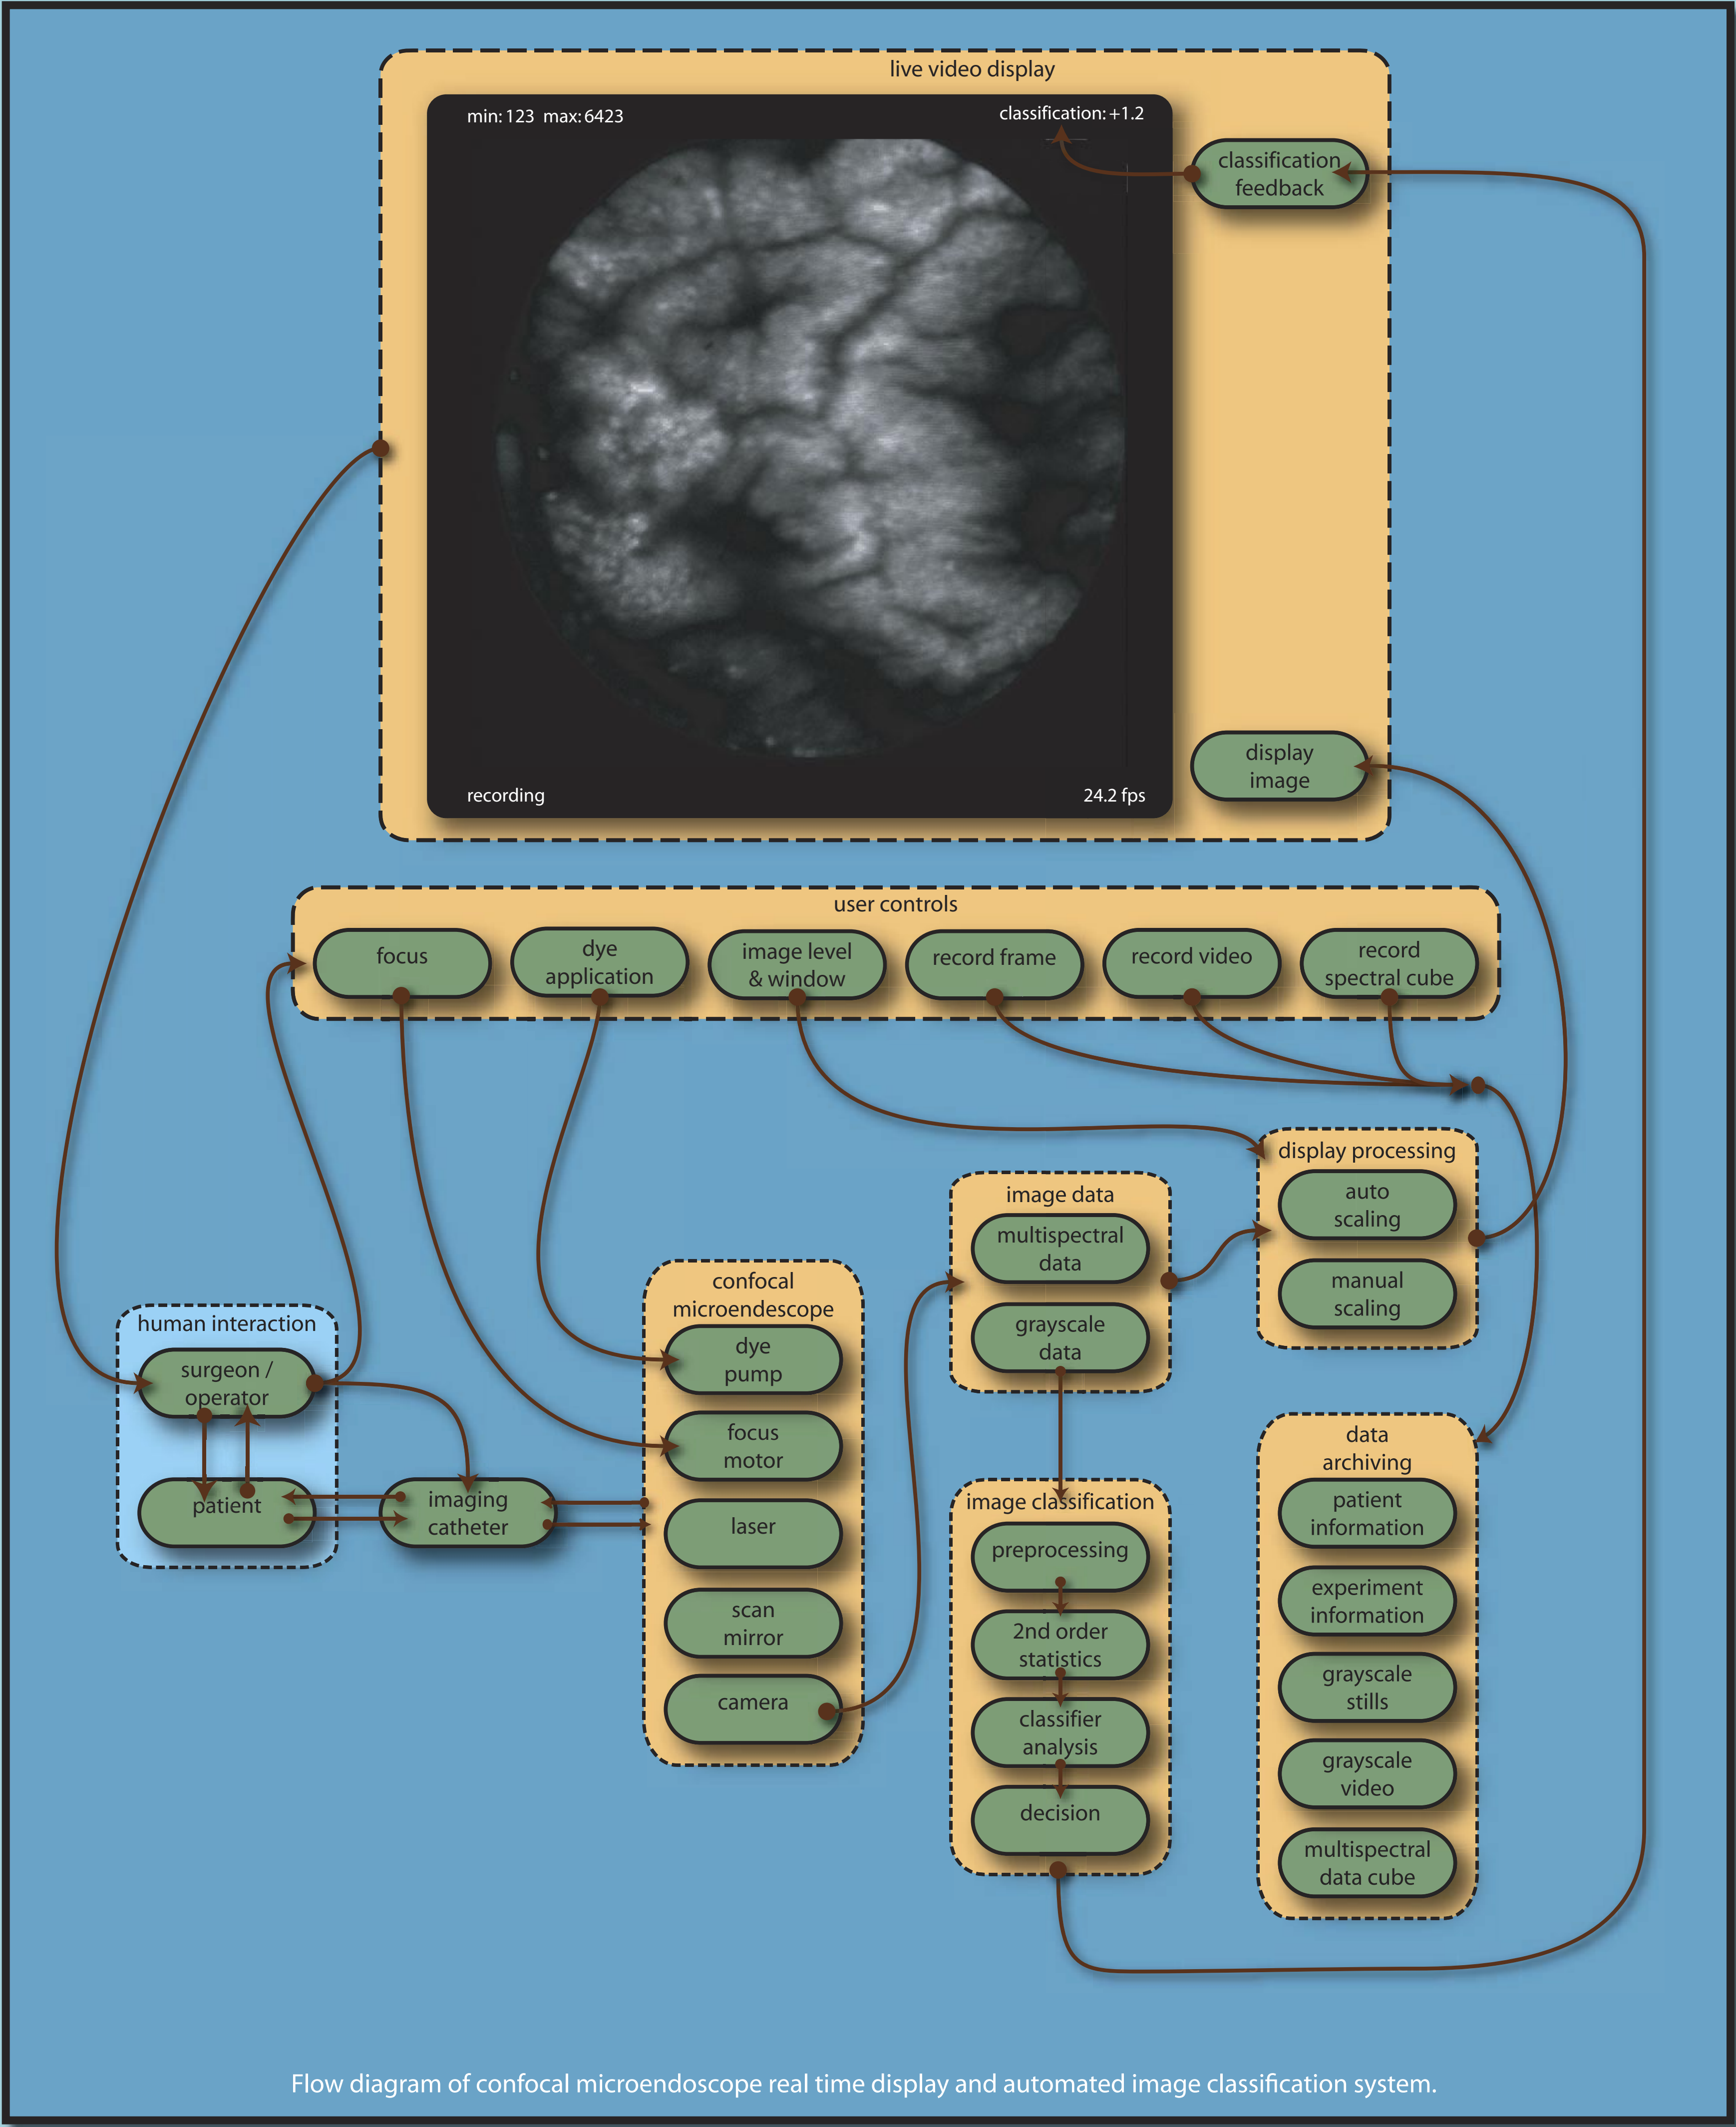 live video display
min: 123 max: 6423
classification: +1.2
classification
feedback
display
image
recording
24.2 fps
user controls
focus
dye
application
image level
& window
record frame
record video
record
spectral cube
display processing
auto
scaling
manual
scaling
image data
multispectral
data
grayscale
data
confocal
microendescope
dye
pump
focus
motor
laser
scan
mirror
camera
human interaction
surgeon /
operator
patient
imaging
catheter
image classification
preprocessing
2nd order
statistics
classifier
analysis
decision
data
archiving
patient
information
experiment
information
grayscale
stills
grayscale
video
multispectral
data cube
Flow diagram of confocal microendoscope real time display and automated image classification system.